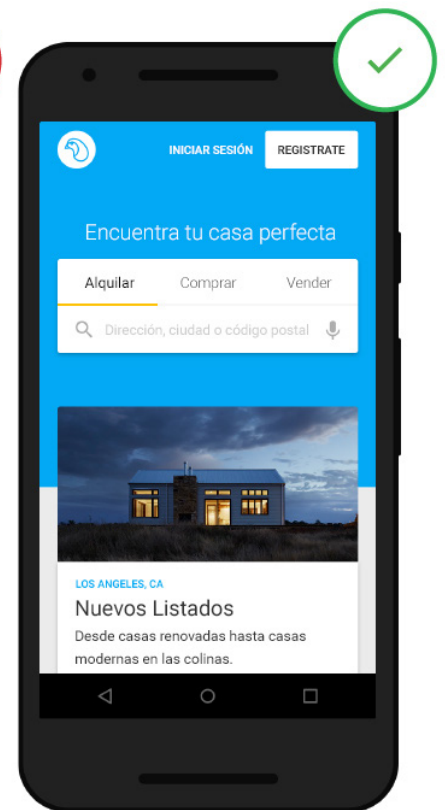 INICIAR SESIÓN
REGISTRATE
Encuentra tu casa perfecta
Alquilar
Comprar
Vender
Dirección, ciudad o código postal
LOS ANGELES, CA
Nuevos Listados
Desde casas renovadas hasta casas
modernas en las colinas.